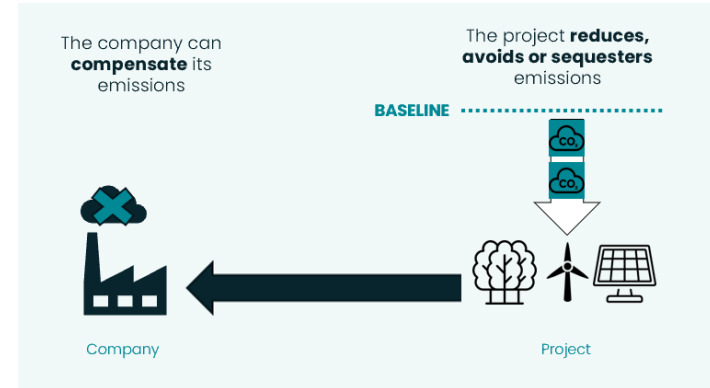 The company can
compensate its
emissions
The project reduces,
avoids or sequesters
emissions
BASELINE
CO₂
CO₂
Company
Project